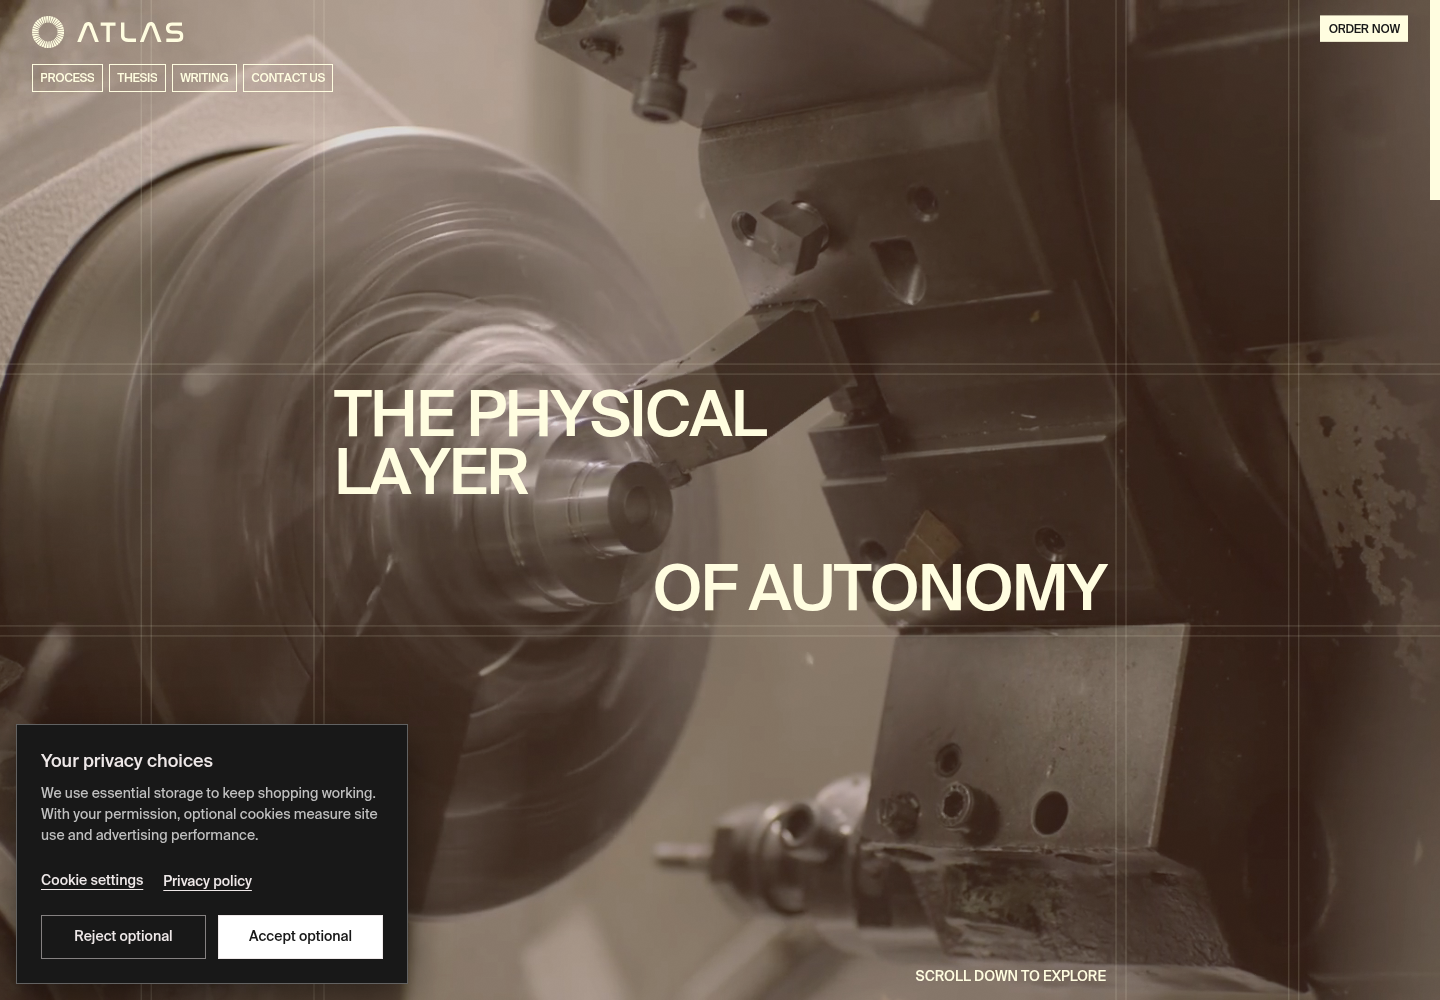 ATLAS
ORDER NOW
PROCESS
THESIS
WRITING
CONTACT US
THE PHYSICAL
LAYER
OF AUTONOMY
Your privacy choices
We use essential storage to keep shopping working.
With your permission, optional cookies measure site
use and advertising performance.
Cookie settings
Privacy policy
Reject optional
Accept optional
SCROLL DOWN TO EXPLORE